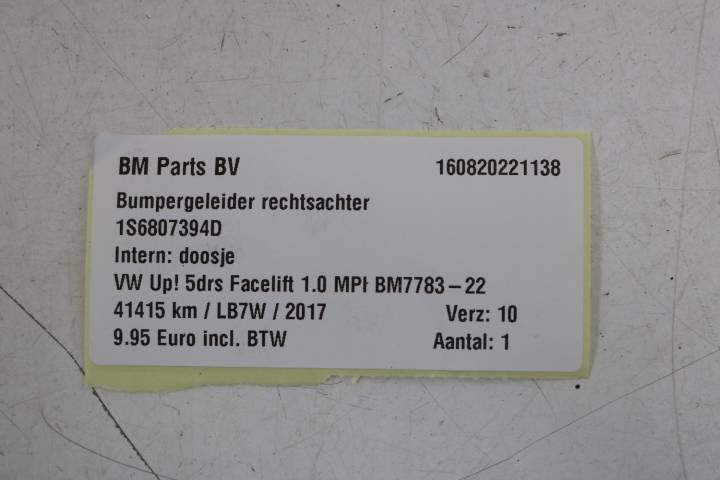 BM Parts BV 160820221138
Bumpergeleider rechtsachter
1S6807394D
Intern: doosje
VW Up! 5drs Facelift 1.0 MPI BM7783-22
41415 km / LB7W / 2017 Verz: 10
9.95 Euro incl. BTW Aantal: 1